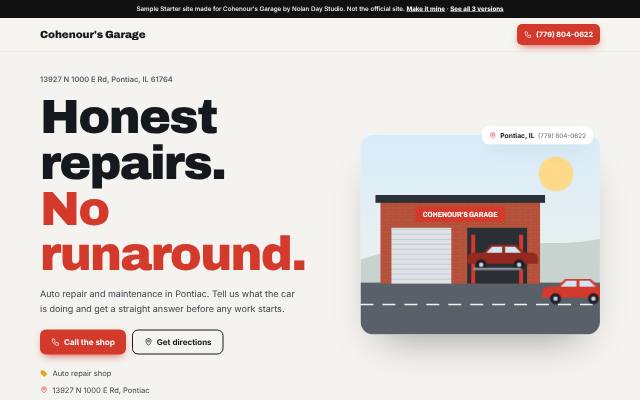 Sample Starter site made for Cohenour's Garage by Nolan Day Studio. Not the official site. Make it mine · See all 3 versions
Cohenour's Garage
(779) 804-0622
13927 N 1000 E Rd, Pontiac, IL 61764
Honest
repairs.
No
runaround.
Pontiac, IL (779) 804-0622
COHENOUR'S GARAGE
Auto repair and maintenance in Pontiac. Tell us what the car
is doing and get a straight answer before any work starts.
Call the shop
Get directions
Auto repair shop
13927 N 1000 E Rd, Pontiac